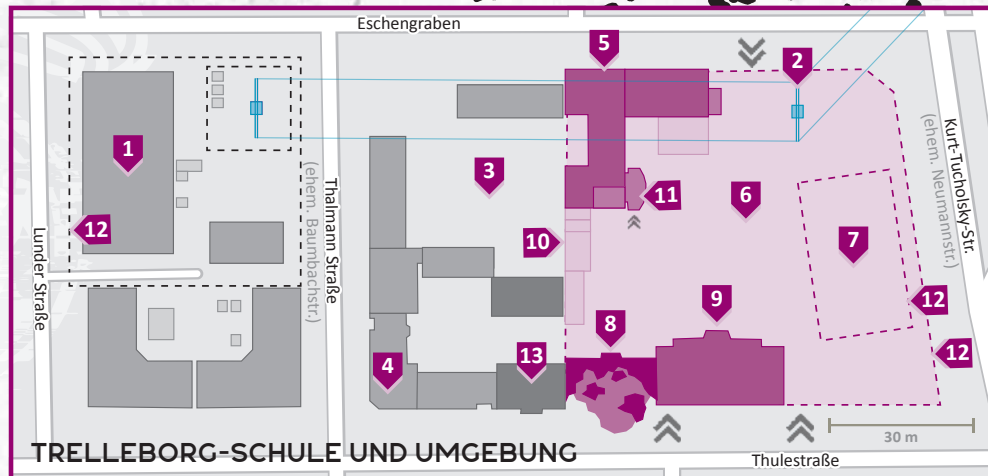 Eschengraben
5
2
1
3
12
11
6
7
10
Lunder Straße
Thalmann Straße
(ehem. Baumbachstr.)
Kurt-Tucholsky-Str.
(ehem. Neumannstr.)
8
9
12
12
4
13
30 m
TRELLEBORG-SCHULE UND UMGEBUNG
Thulestraße